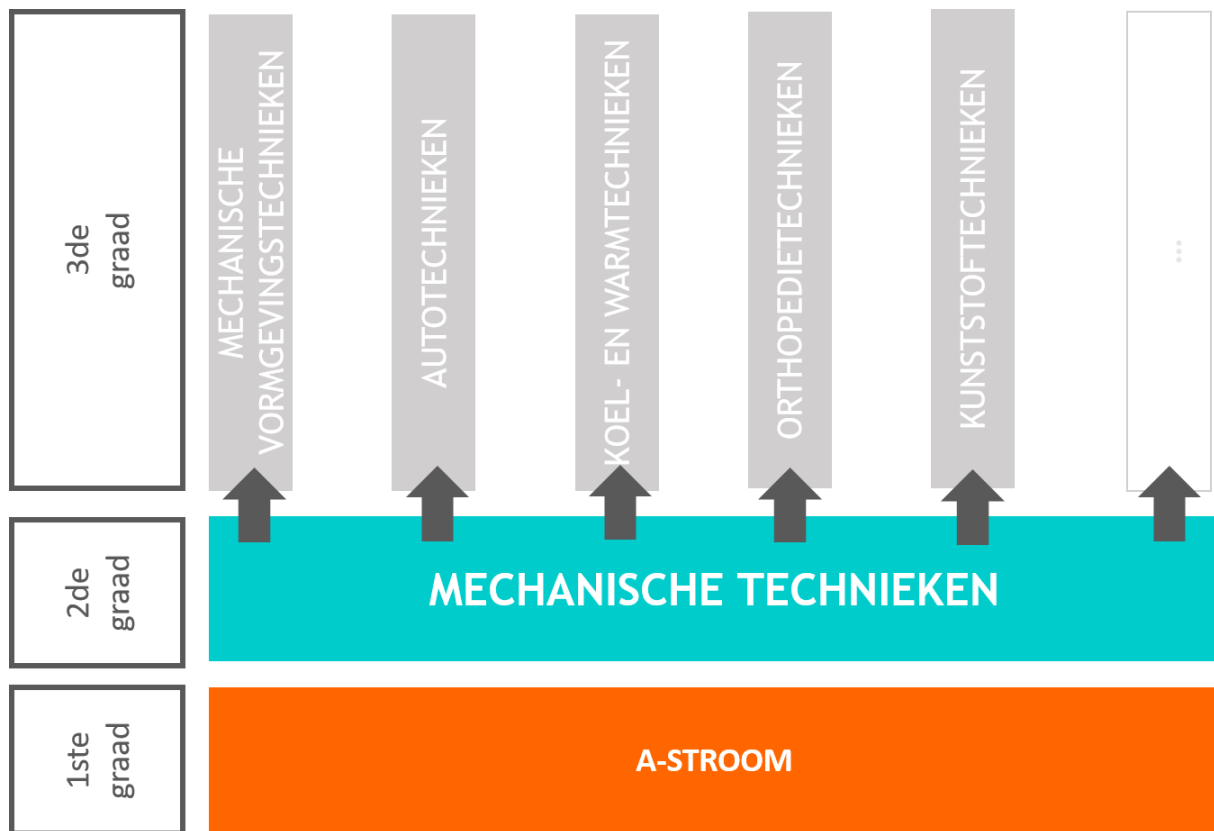 3de
graad
MECHANISCHE
VORMGEVINGSTECHNIEKEN
AUTOTECHNIEKEN
KOEL- EN WARMTECHNIEKEN
ORTHOPEDIETECHNIEKEN
KUNSTSTOFTECHNIEKEN
...
2de
graad
MECHANISCHE TECHNIEKEN
1ste
graad
A-STROOM